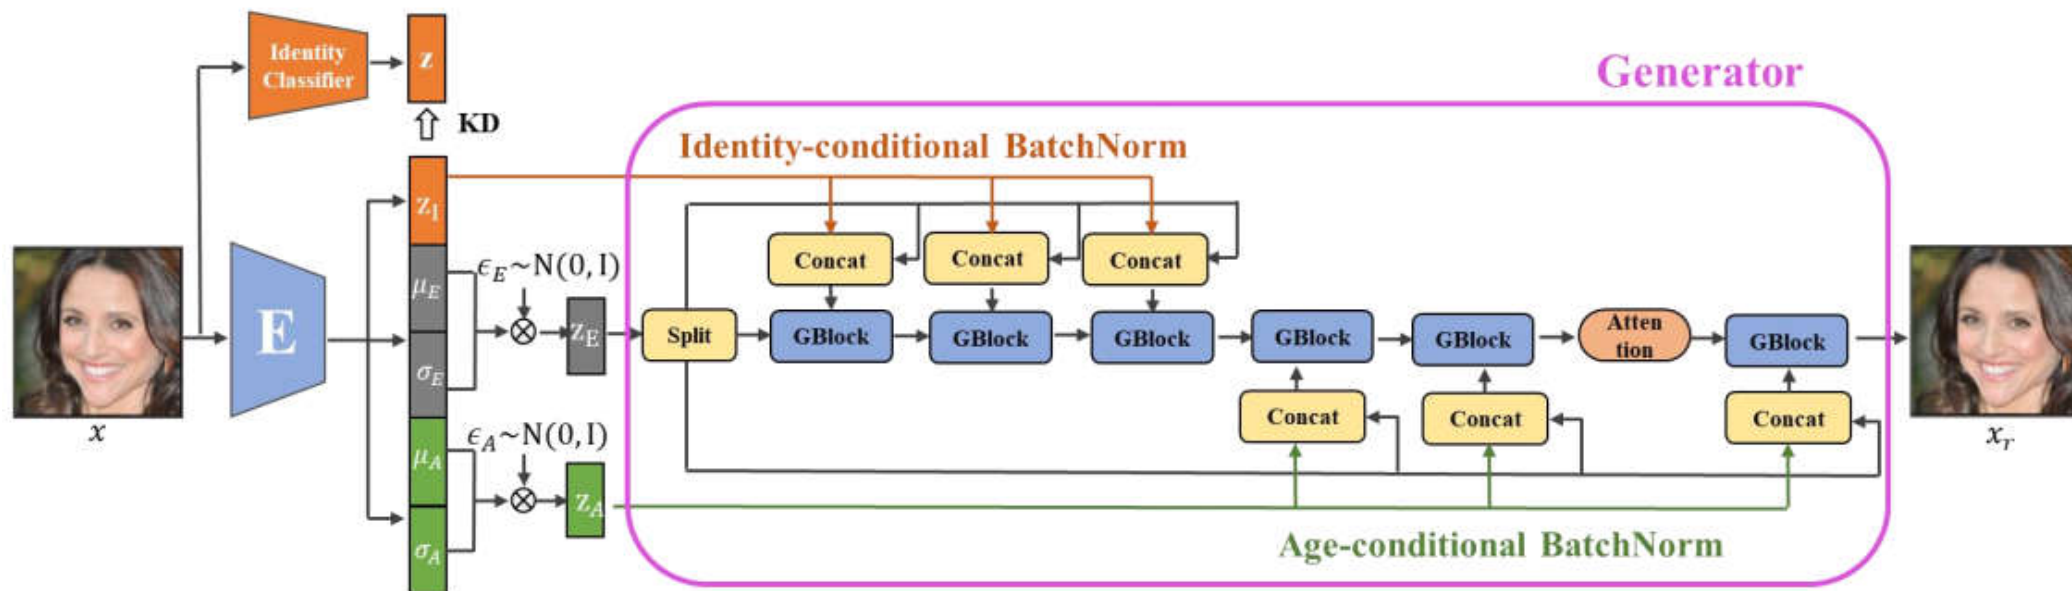 Identity
Classifier
z
KD
Generator
Identity-conditional BatchNorm
z_I
μ_E
σ_E
μ_A
σ_A
E
x
ϵ_E~N(0, I)
z_E
ϵ_A~N(0, I)
z_A
Concat
Concat
Concat
Split
GBlock
GBlock
GBlock
GBlock
GBlock
Atten
tion
GBlock
Concat
Concat
Concat
x_r
Age-conditional BatchNorm